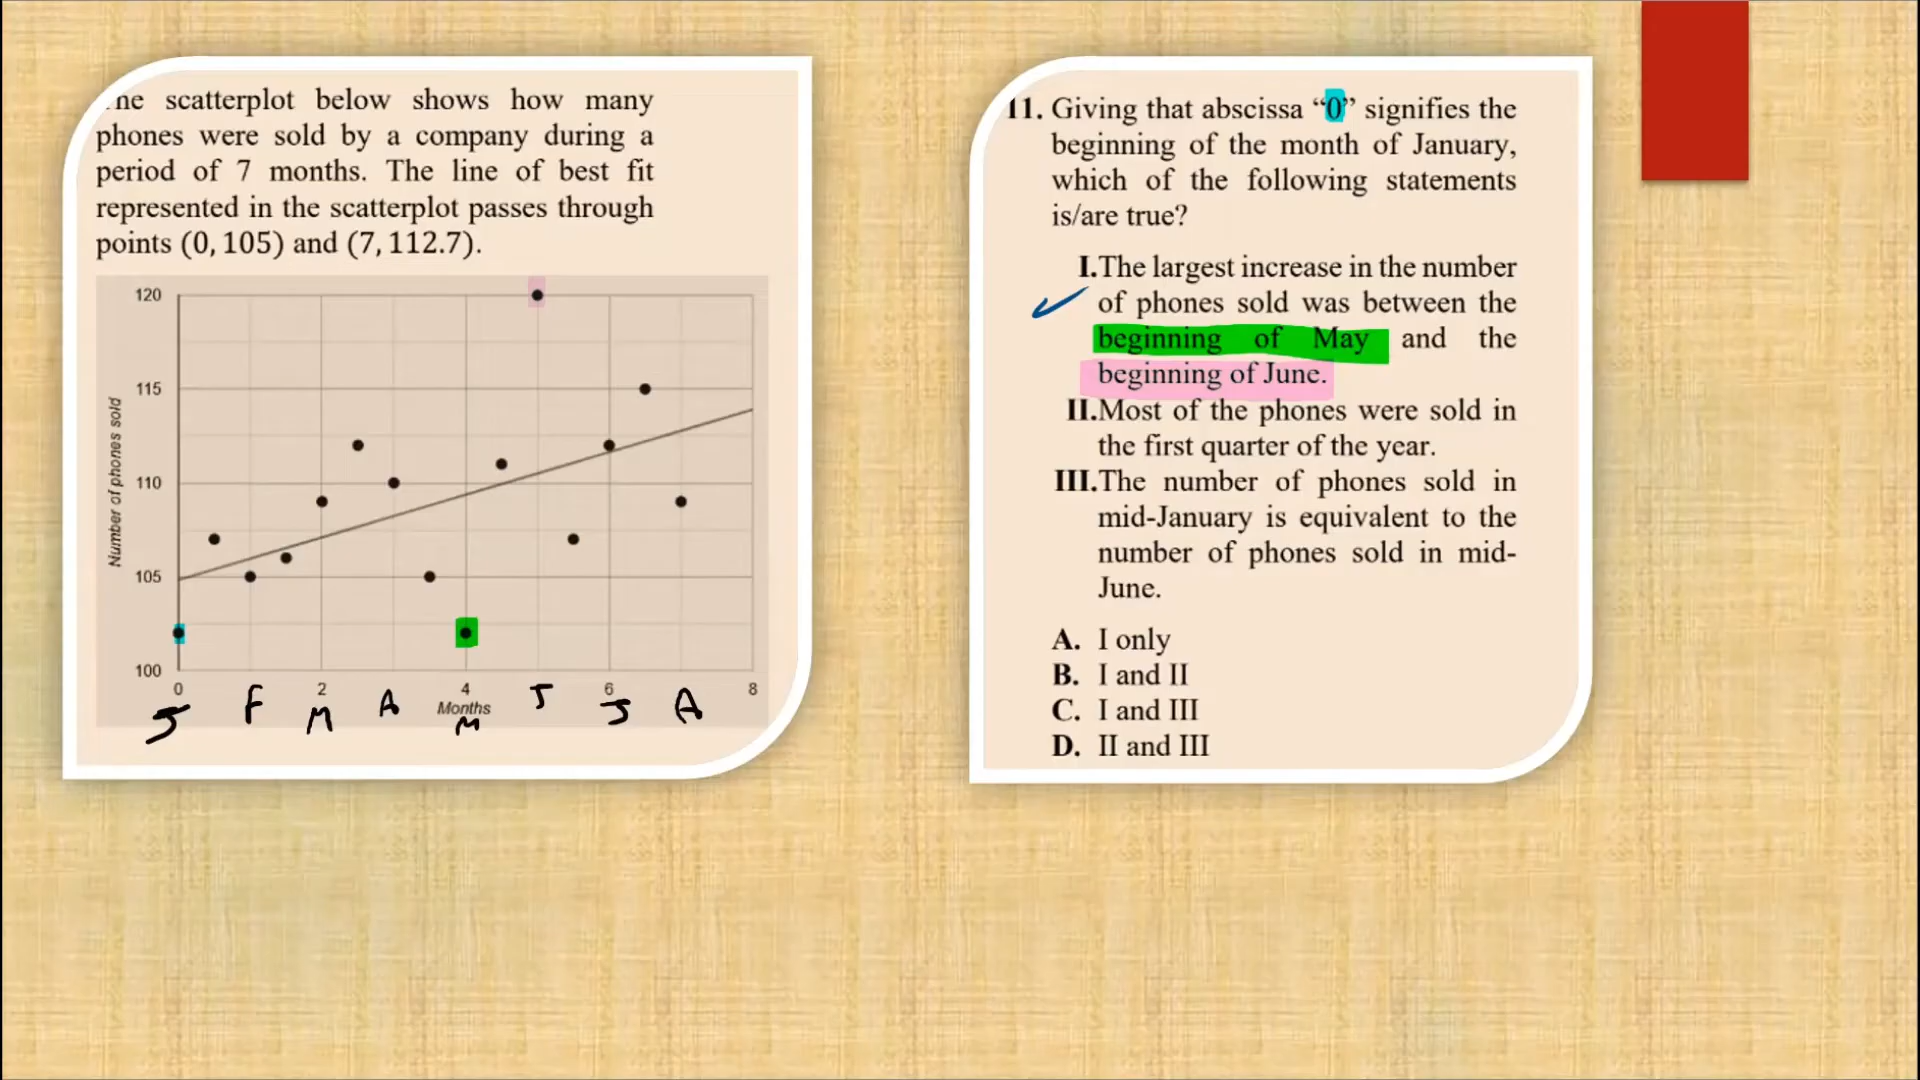 he scatterplot below shows how many
phones were sold by a company during a
period of 7 months. The line of best fit
represented in the scatterplot passes through
points (0, 105) and (7, 112.7).
120
115
110
105
100
Number of phones sold
0 2 4 6 8
Months
J F M A M J J A
11. Giving that abscissa “0” signifies the
beginning of the month of January,
which of the following statements
is/are true?
I.The largest increase in the number
of phones sold was between the
beginning of May and the
beginning of June.
II.Most of the phones were sold in
the first quarter of the year.
III.The number of phones sold in
mid-January is equivalent to the
number of phones sold in mid-
June.
A. I only
B. I and II
C. I and III
D. II and III